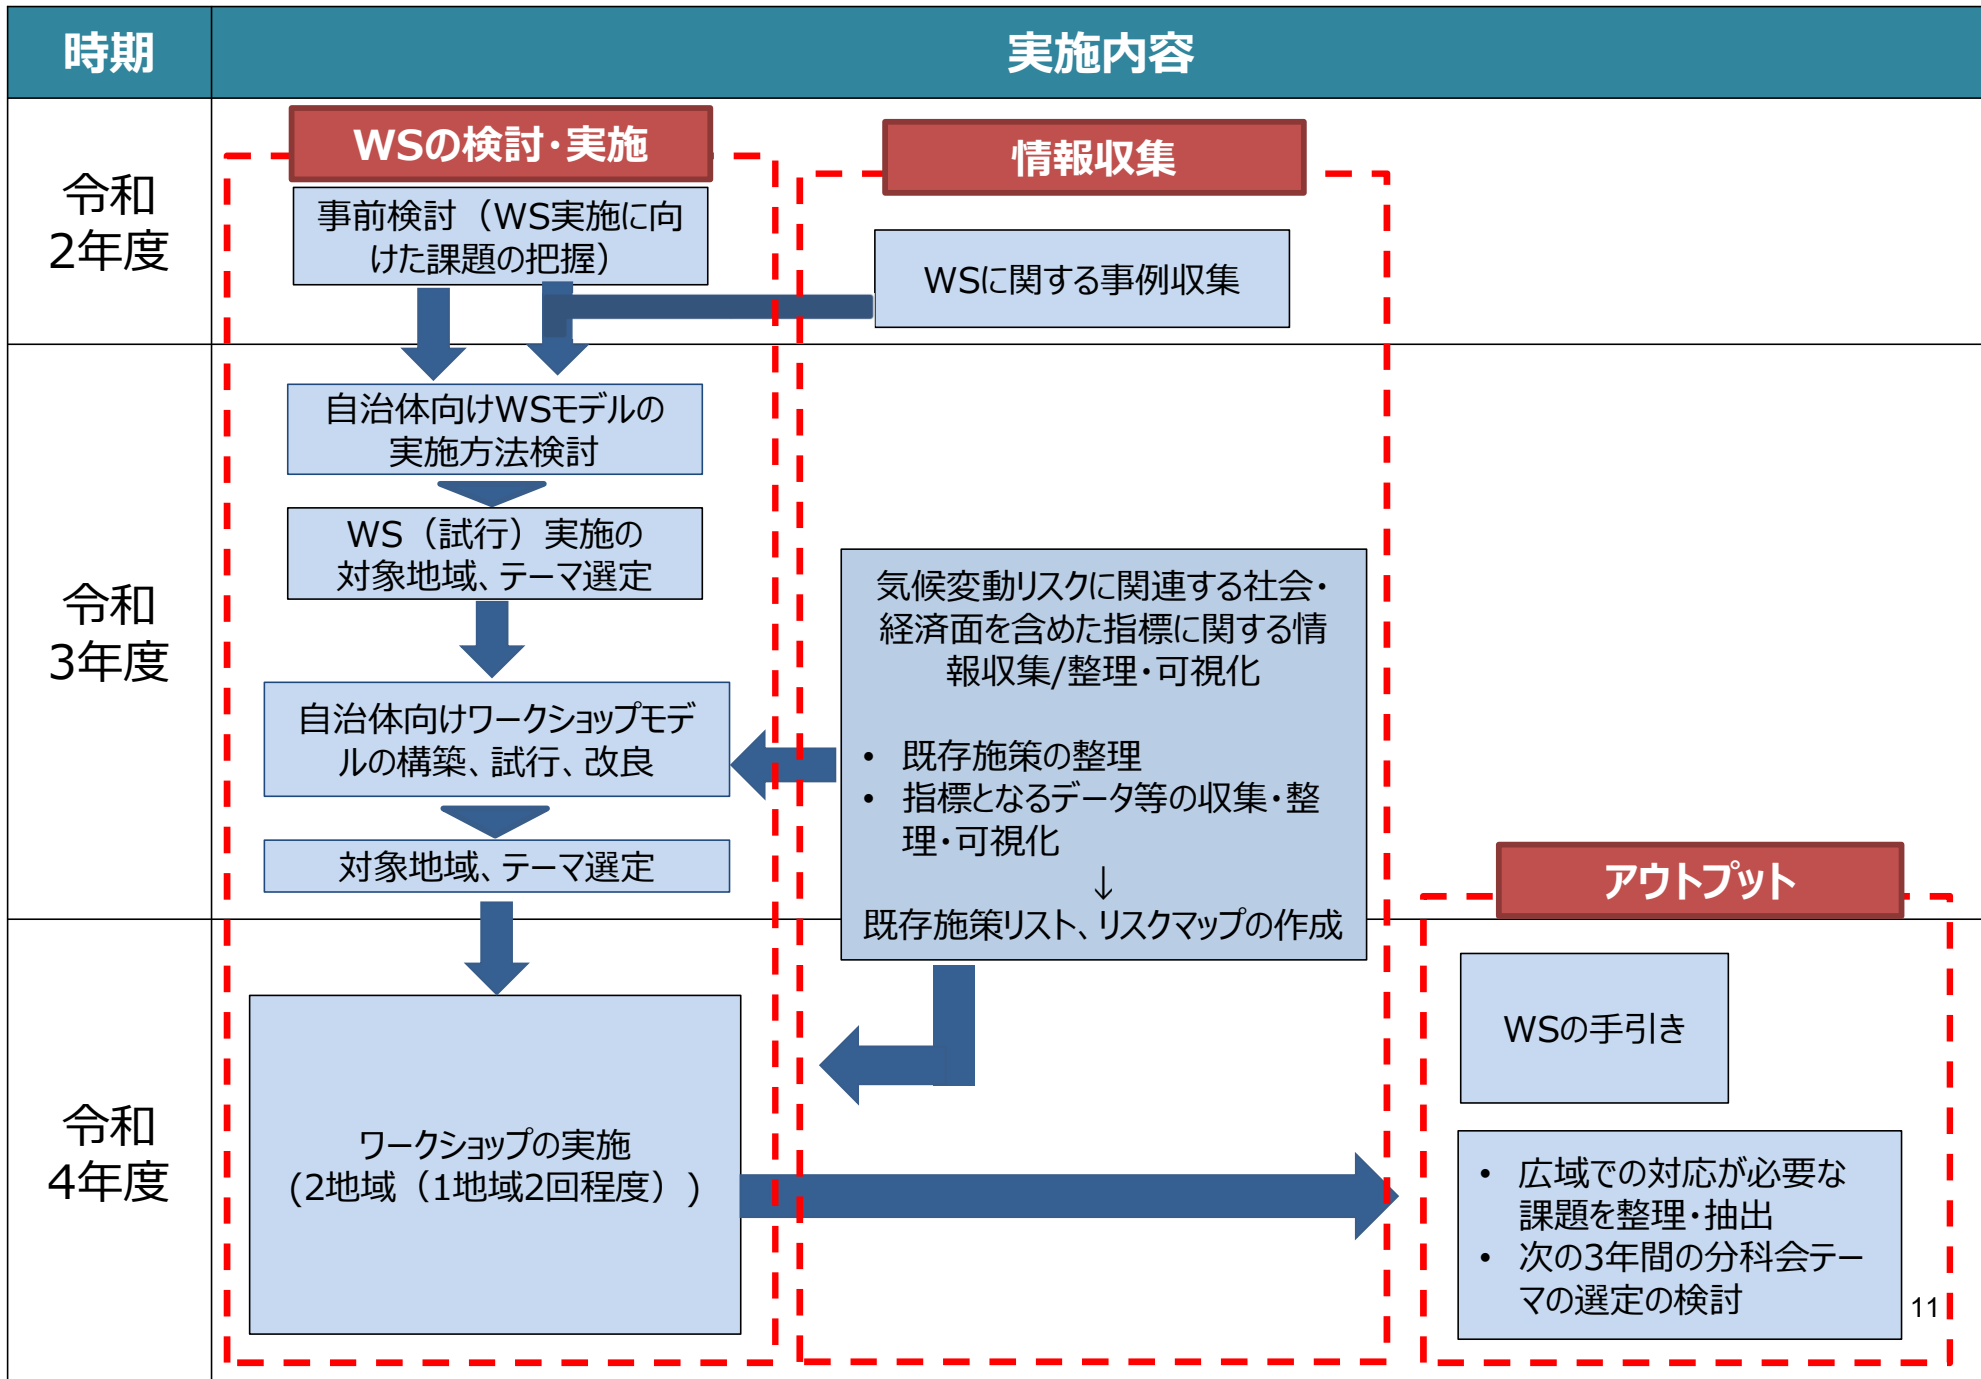 時期
実施内容
令和
2年度
WSの検討・実施
事前検討（WS実施に向
けた課題の把握）
情報収集
WSに関する事例収集
令和
3年度
自治体向けWSモデルの
実施方法検討
WS（試行）実施の
対象地域、テーマ選定
自治体向けワークショップモデ
ルの構築、試行、改良
対象地域、テーマ選定
気候変動リスクに関連する社会・
経済面を含めた指標に関する情
報収集/整理・可視化
• 既存施策の整理
• 指標となるデータ等の収集・整
理・可視化
↓
既存施策リスト、リスクマップの作成
令和
4年度
ワークショップの実施
(2地域（1地域2回程度）)
アウトプット
WSの手引き
• 広域での対応が必要な
課題を整理・抽出
• 次の3年間の分科会テー
マの選定の検討
11